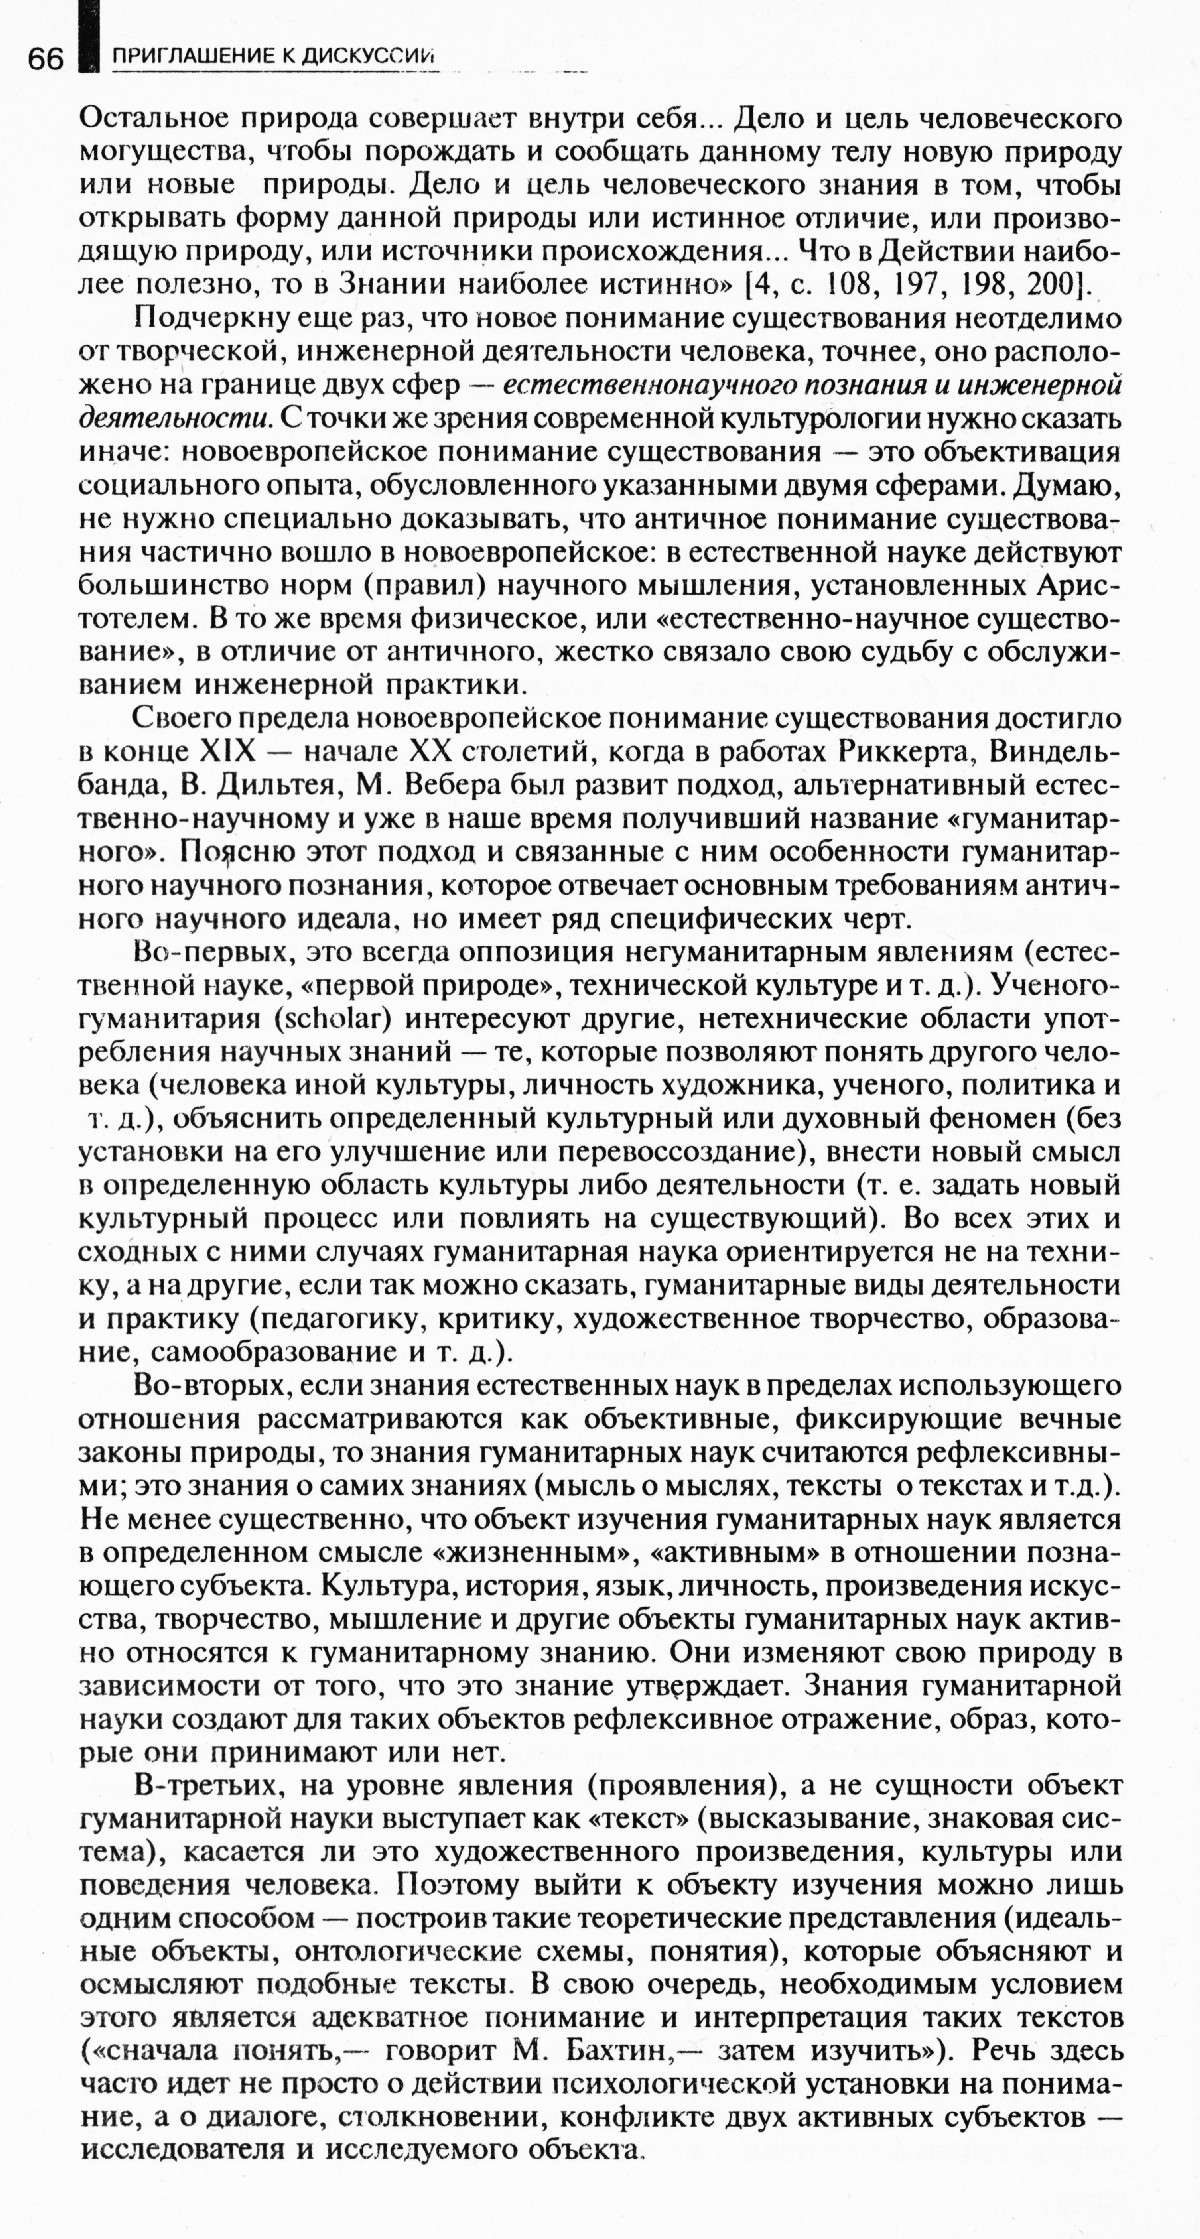 66
ПРИГЛАШЕНИЕ К ДИСКУССИИ
Остальное природа совершает внутри себя... Дело и цель человеческого
могущества, чтобы порождать и сообщать данному телу новую природу
или новые природы. Дело и цель человеческого знания в том, чтобы
открывать форму данной природы или истинное отличие, или произво-
дящую природу, или источники происхождения... Что в Действии наибо-
лее полезно, то в Знании наиболее истинно» [4, с. 108, 197, 198, 200].
Подчеркну еще раз, что новое понимание существования неотделимо
от творческой, инженерной деятельности человека, точнее, оно располо-
жено на границе двух сфер — естественнонаучного познания и инженерной
деятельности. С точки же зрения современной культурологии нужно сказать
иначе: новоевропейское понимание существования — это объективация
социального опыта, обусловленного указанными двумя сферами. Думаю,
не нужно специально доказывать, что античное понимание существова-
ния частично вошло в новоевропейское: в естественной науке действуют
большинство норм (правил) научного мышления, установленных Арис-
тотелем. В то же время физическое, или «естественно-научное существо-
вание», в отличие от античного, жестко связало свою судьбу с обслужи-
ванием инженерной практики.
Своего предела новоевропейское понимание существования достигло
в конце XIX — начале XX столетий, когда в работах Риккерта, Виндель-
банда, В. Дильтея, М. Вебера был развит подход, альтернативный естес-
твенно-научному и уже в наше время получивший название «гуманитар-
ного». Поясню этот подход и связанные с ним особенности гуманитар-
ного научного познания, которое отвечает основным требованиям антич-
ного научного идеала, но имеет ряд специфических черт.
Во-первых, это всегда оппозиция негуманитарным явлениям (естес-
твенной науке, «первой природе», технической культуре и т. д.). Ученого-
гуманитария (scholar) интересуют другие, нетехнические области упот-
ребления научных знаний — те, которые позволяют понять другого чело-
века (человека иной культуры, личность художника, ученого, политика и
т. д.), объяснить определенный культурный или духовный феномен (без
установки на его улучшение или перевоссоздание), внести новый смысл
в определенную область культуры либо деятельности (т. е. задать новый
культурный процесс или повлиять на существующий). Во всех этих и
сходных с ними случаях гуманитарная наука ориентируется не на техни-
ку, а на другие, если так можно сказать, гуманитарные виды деятельности
и практику (педагогику, критику, художественное творчество, образова-
ние, самообразование и т. д.).
Во-вторых, если знания естественных наук в пределах использующего
отношения рассматриваются как объективные, фиксирующие вечные
законы природы, то знания гуманитарных наук считаются рефлексивны-
ми; это знания о самих знаниях (мысль о мыслях, тексты о текстах и т.д.).
Не менее существенно, что объект изучения гуманитарных наук является
в определенном смысле «жизненным», «активным» в отношении позна-
ющего субъекта. Культура, история, язык, личность, произведения искус-
ства, творчество, мышление и другие объекты гуманитарных наук актив-
но относятся к гуманитарному знанию. Они изменяют свою природу в
зависимости от того, что это знание утверждает. Знания гуманитарной
науки создают для таких объектов рефлексивное отражение, образ, кото-
рые они принимают или нет.
В-третьих, на уровне явления (проявления), а не сущности объект
гуманитарной науки выступает как «текст» (высказывание, знаковая сис-
тема), касается ли это художественного произведения, культуры или
поведения человека. Поэтому выйти к объекту изучения можно лишь
одним способом — построив такие теоретические представления (идеаль-
ные объекты, онтологические схемы, понятия), которые объясняют и
осмысляют подобные тексты. В свою очередь, необходимым условием
этого является адекватное понимание и интерпретация таких текстов
(«сначала понять,— говорит М. Бахтин,— затем изучить»). Речь здесь
часто идет не просто о действии психологической установки на понима-
ние, а о диалоге, столкновении, конфликте двух активных субъектов —
исследователя и исследуемого объекта.